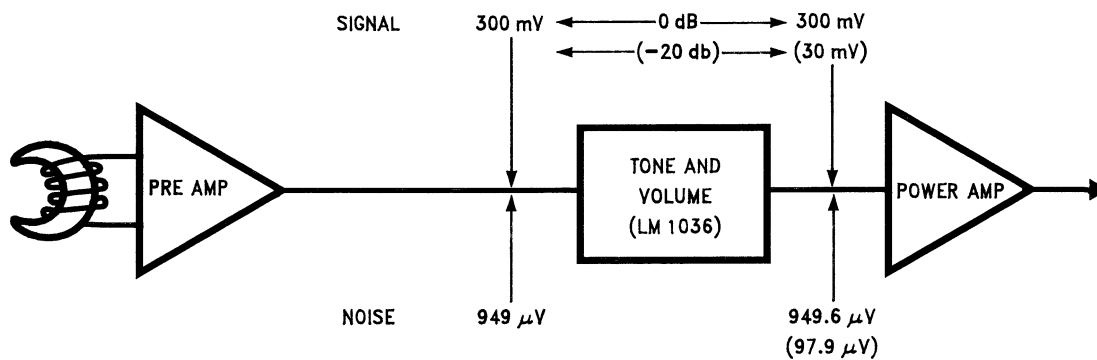 SIGNAL 300 mV 0 dB 300 mV
(-20 db) (30 mV)
PRE AMP
TONE AND
VOLUME
(LM 1036)
POWER AMP
NOISE 949 μV 949.6 μV
(97.9 μV)